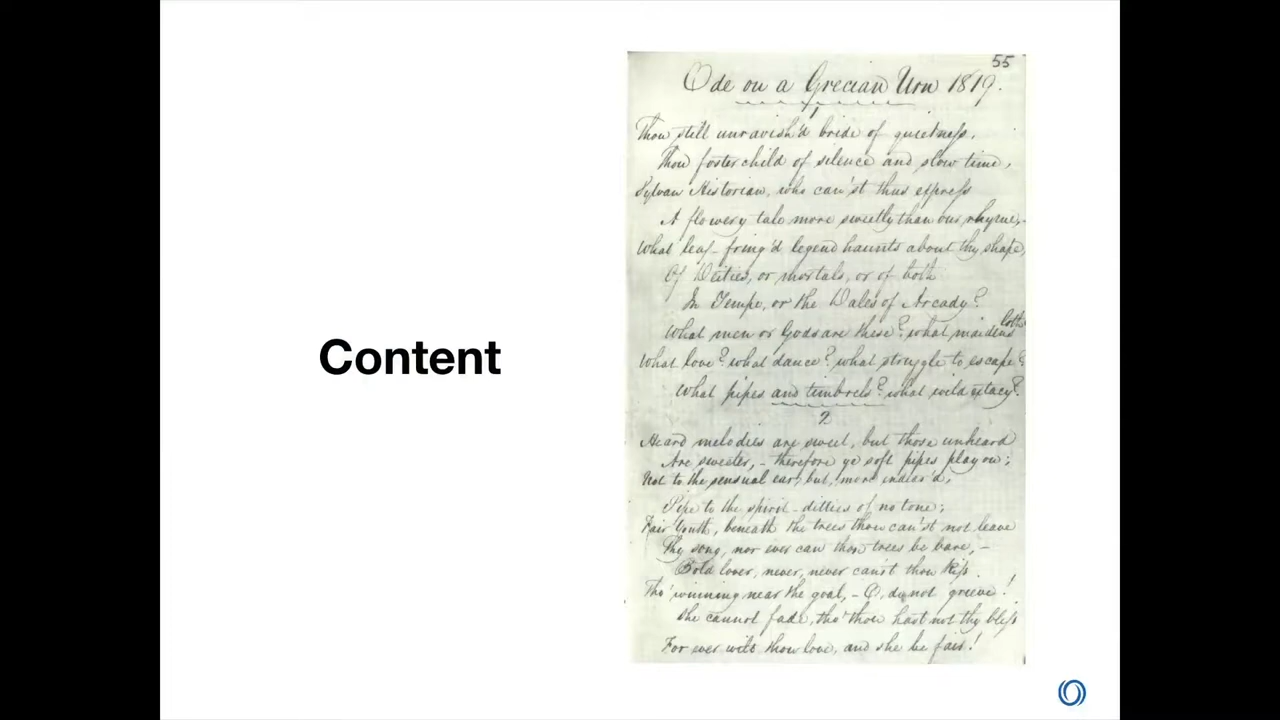 Content
55
Ode on a Grecian Urn 1819.
1
Thou still unravish'd bride of quietness,
Thou foster child of silence and slow time,
Sylvan Historian, who can'st thus express
A flowery tale more sweetly than our rhyme,-
What leaf-fring'd legend haunts about thy shape,
Of Deities, or mortals, or of both
In Tempe, or the Dales of Arcady?
What men or Gods are these? what maidens loth?
What love? what dance? what struggle to escape?
What pipes and timbrels? what wild extacy?
2
Heard melodies are sweet, but those unheard
Are sweeter,- therefore ye soft pipes play on;
Not to the sensual ear, but, more endear'd,
Pipe to the spirit-ditties of no tone;
Fair Youth, beneath the trees thou can'st not leave
Thy song, nor ever can those trees be bare,-
Bold lover, never, never can'st thou kiss
Tho' winning near the goal,- O, do not grieve!
She cannot fade, tho' thou hast not thy bliss
For ever wilt thou love, and she be fair!